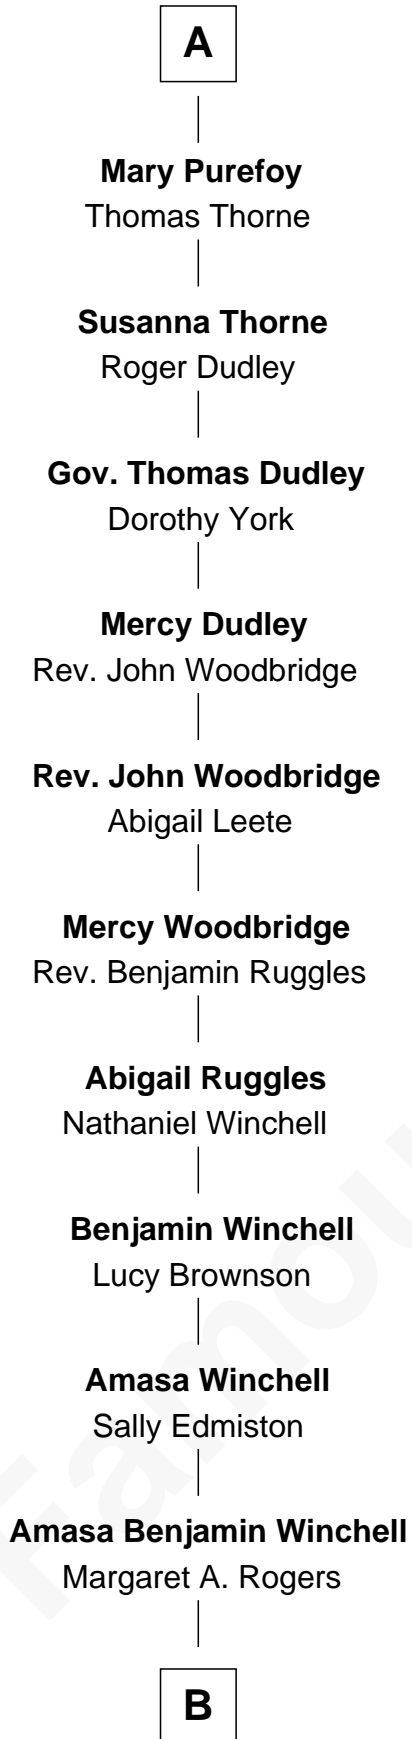 A
Mary Purefoy
Thomas Thorne
Susanna Thorne
Roger Dudley
Gov. Thomas Dudley
Dorothy York
Mercy Dudley
Rev. John Woodbridge
Rev. John Woodbridge
Abigail Leete
Mercy Woodbridge
Rev. Benjamin Ruggles
Abigail Ruggles
Nathaniel Winchell
Benjamin Winchell
Lucy Brownson
Amasa Winchell
Sally Edmiston
Amasa Benjamin Winchell
Margaret A. Rogers
B
Famou